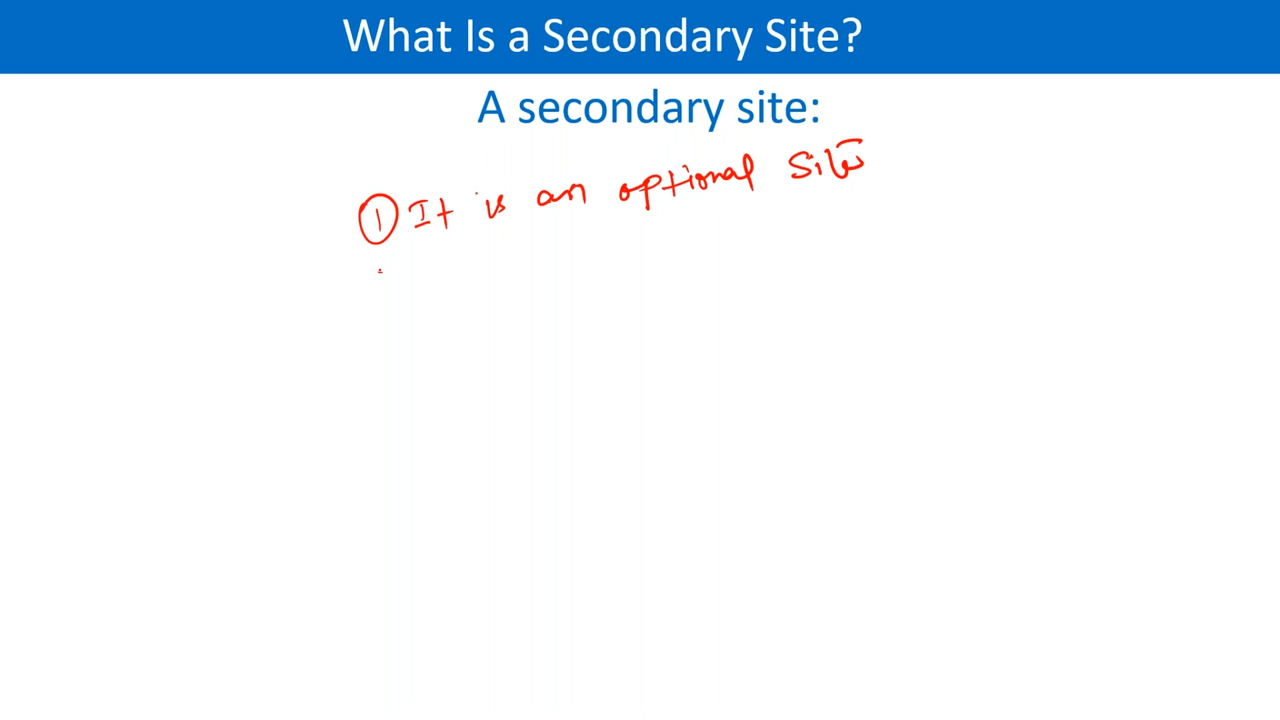 What Is a Secondary Site?
A secondary site:
① It is an optional Site